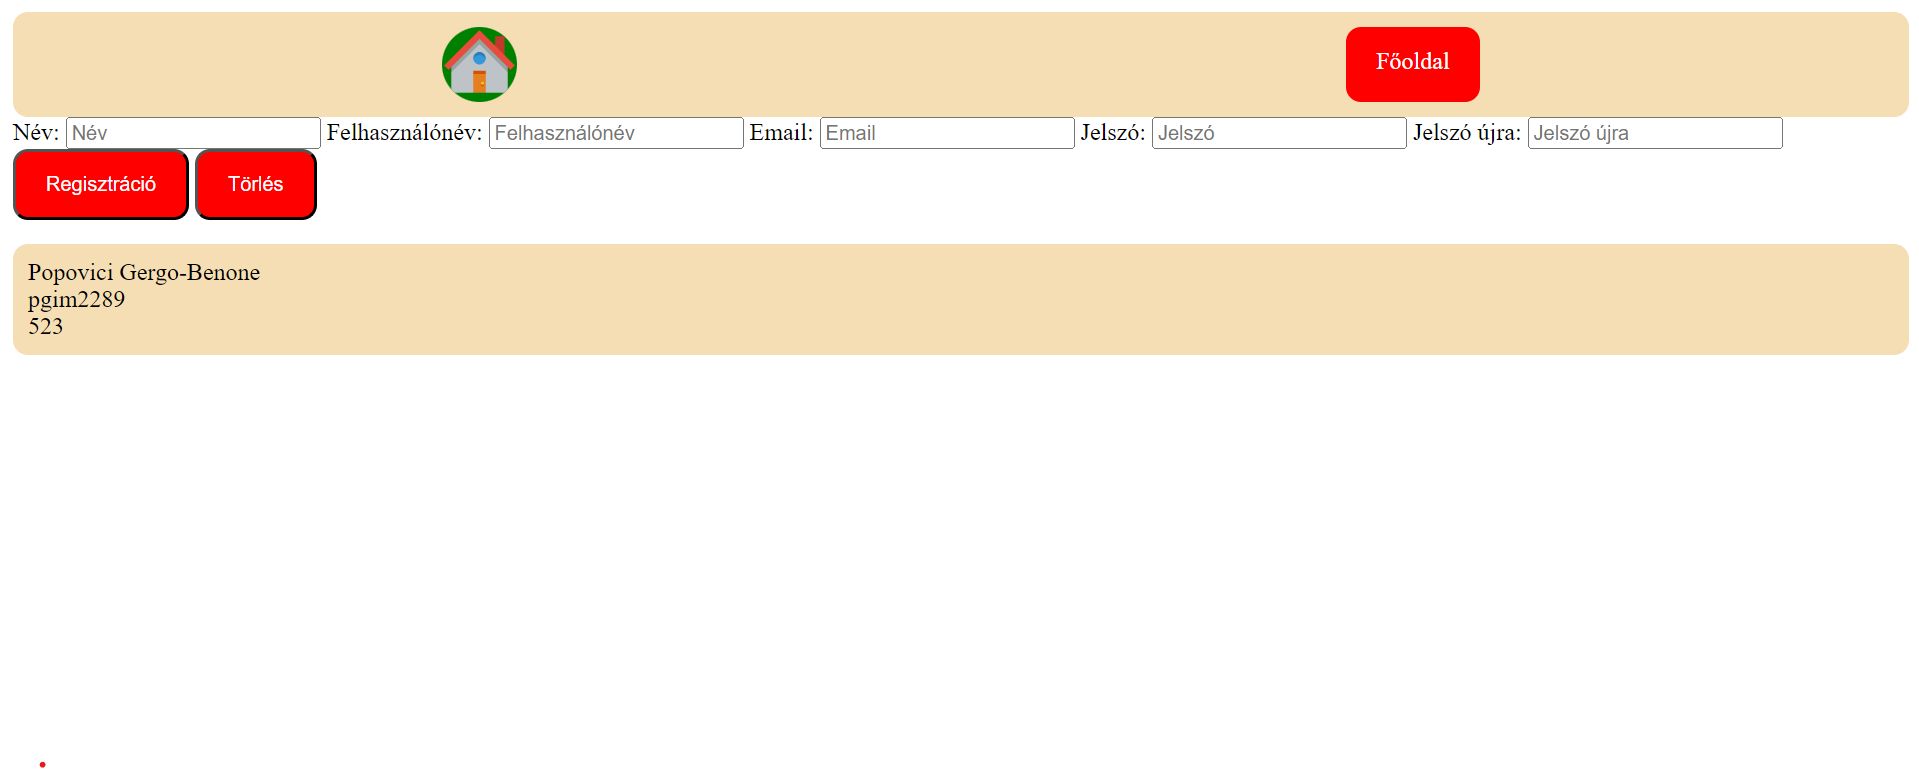 Főoldal
Név: Név Felhasználónév: Felhasználónév Email: Email Jelszó: Jelszó Jelszó újra: Jelszó újra
Regisztráció Törlés
Popovici Gergo-Benone
pgim2289
523